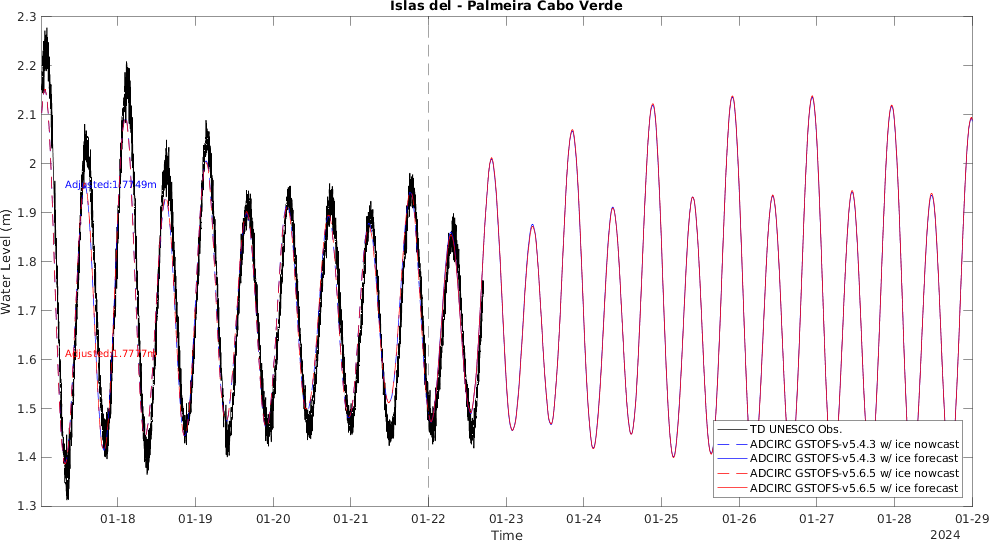 Islas del - Palmeira Cabo Verde
2.3
2.2
2.1
2
1.9
1.8
1.7
1.6
1.5
1.4
1.3
Water Level (m)
Adjusted:1.7749m
Adjusted:1.7777m
TD UNESCO Obs.
ADCIRC GSTOFS-v5.4.3 w/ ice nowcast
ADCIRC GSTOFS-v5.4.3 w/ ice forecast
ADCIRC GSTOFS-v5.6.5 w/ ice nowcast
ADCIRC GSTOFS-v5.6.5 w/ ice forecast
01-18 01-19 01-20 01-21 01-22 01-23 01-24 01-25 01-26 01-27 01-28 01-29
Time
2024